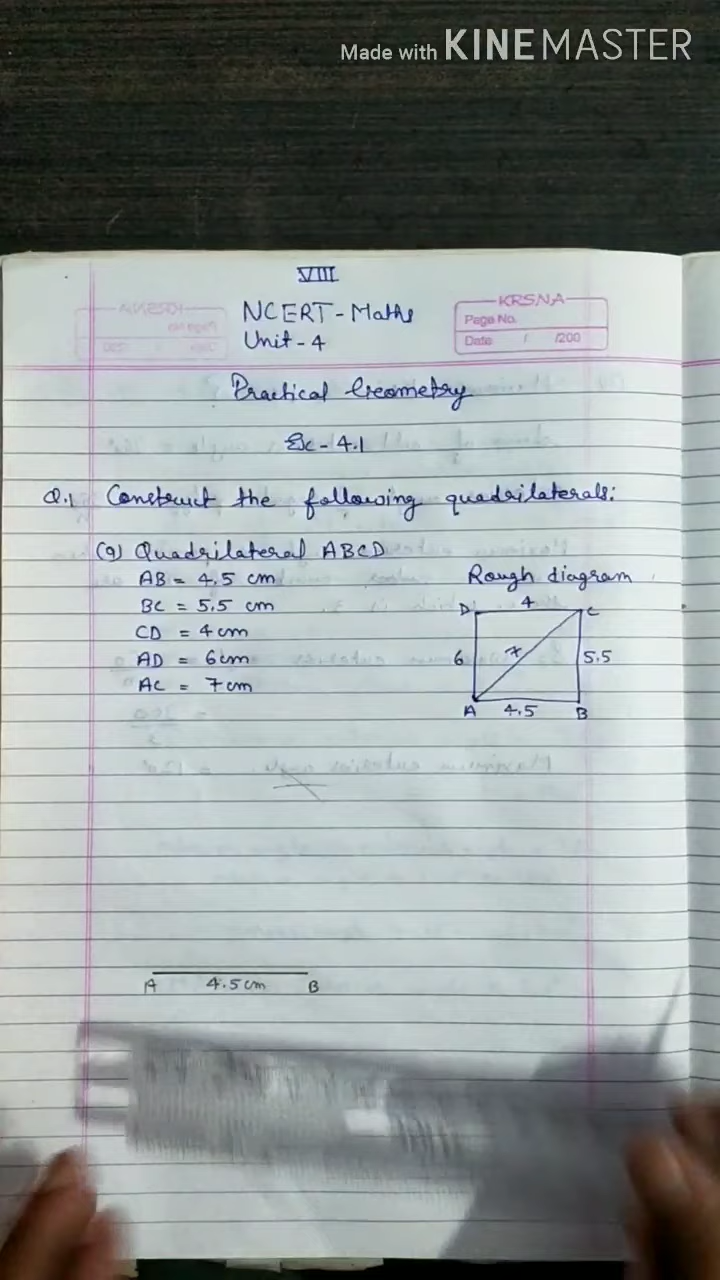 Made with KINEMASTER
VIII
NCERT - Maths
Unit - 4
KRSNA
Page No.
Date / /200
Practical Geometry
Ex - 4.1
Q.1 Construct the following quadrilaterals:
(a) Quadrilateral ABCD
AB = 4.5 cm
BC = 5.5 cm
CD = 4 cm
AD = 6 cm
AC = 7 cm
Rough diagram
D 4 C
6 7 5.5
A 4.5 B
A 4.5 cm B